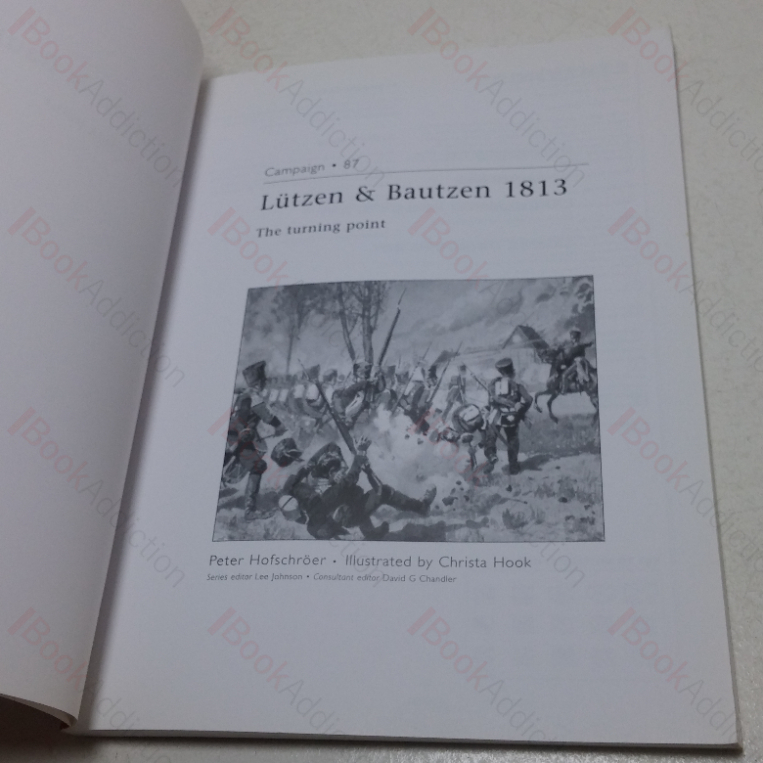 Campaign • 87
Lützen & Bautzen 1813
The turning point
Peter Hofschröer • Illustrated by Christa Hook
Series editor Lee Johnson • Consultant editor David G Chandler
BookAddiction